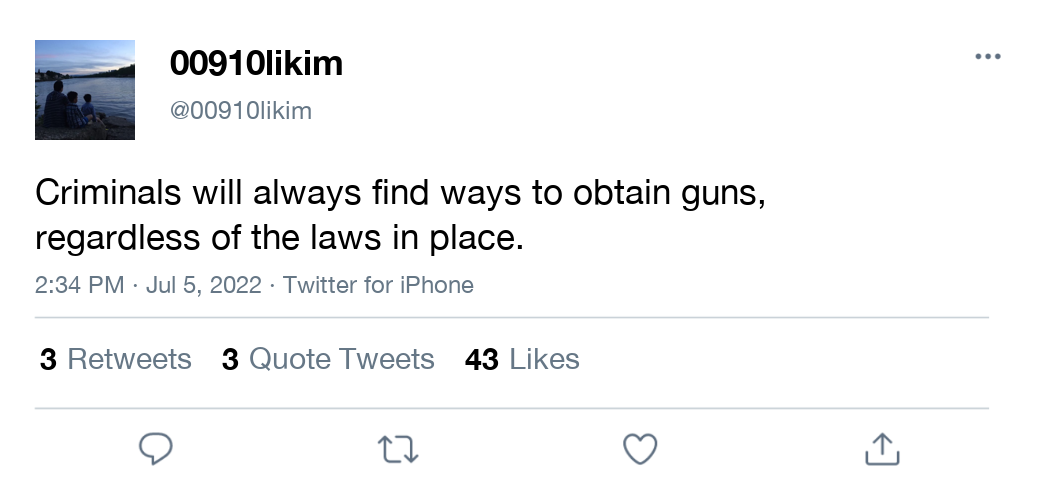 00910likim
@00910likim
Criminals will always find ways to obtain guns,
regardless of the laws in place.
2:34 PM · Jul 5, 2022 · Twitter for iPhone
3 Retweets 3 Quote Tweets 43 Likes